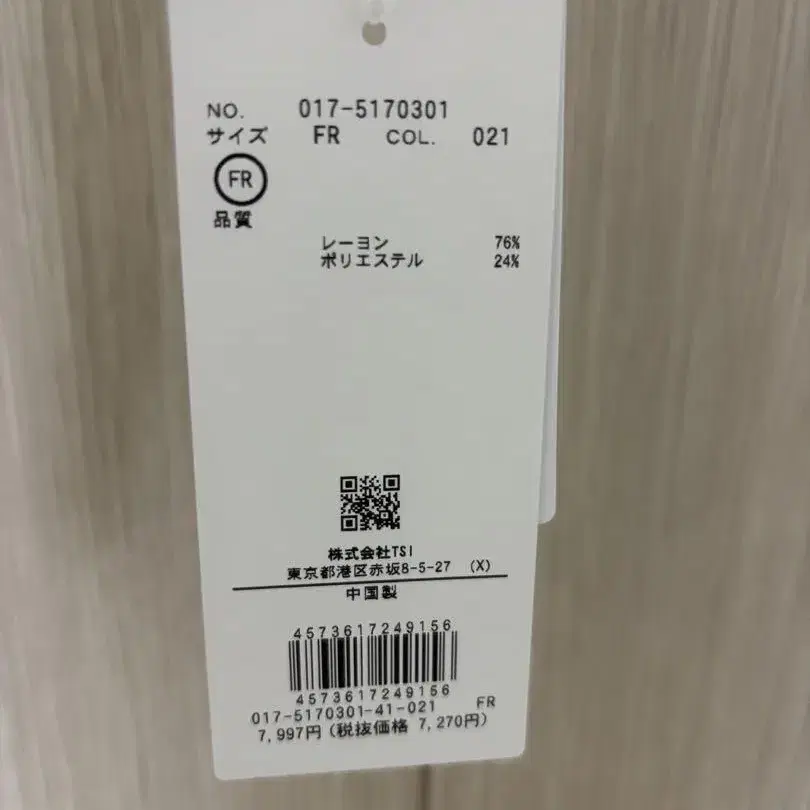 NO. 017-5170301
サイズ FR COL. 021
FR
品質
レーヨン 76%
ポリエステル 24%
株式会社TSI
東京都港区赤坂8-5-27 (X)
中国製
4573617249156
4573617249156
017-5170301-41-021 FR
7,997円(税抜価格 7,270円)